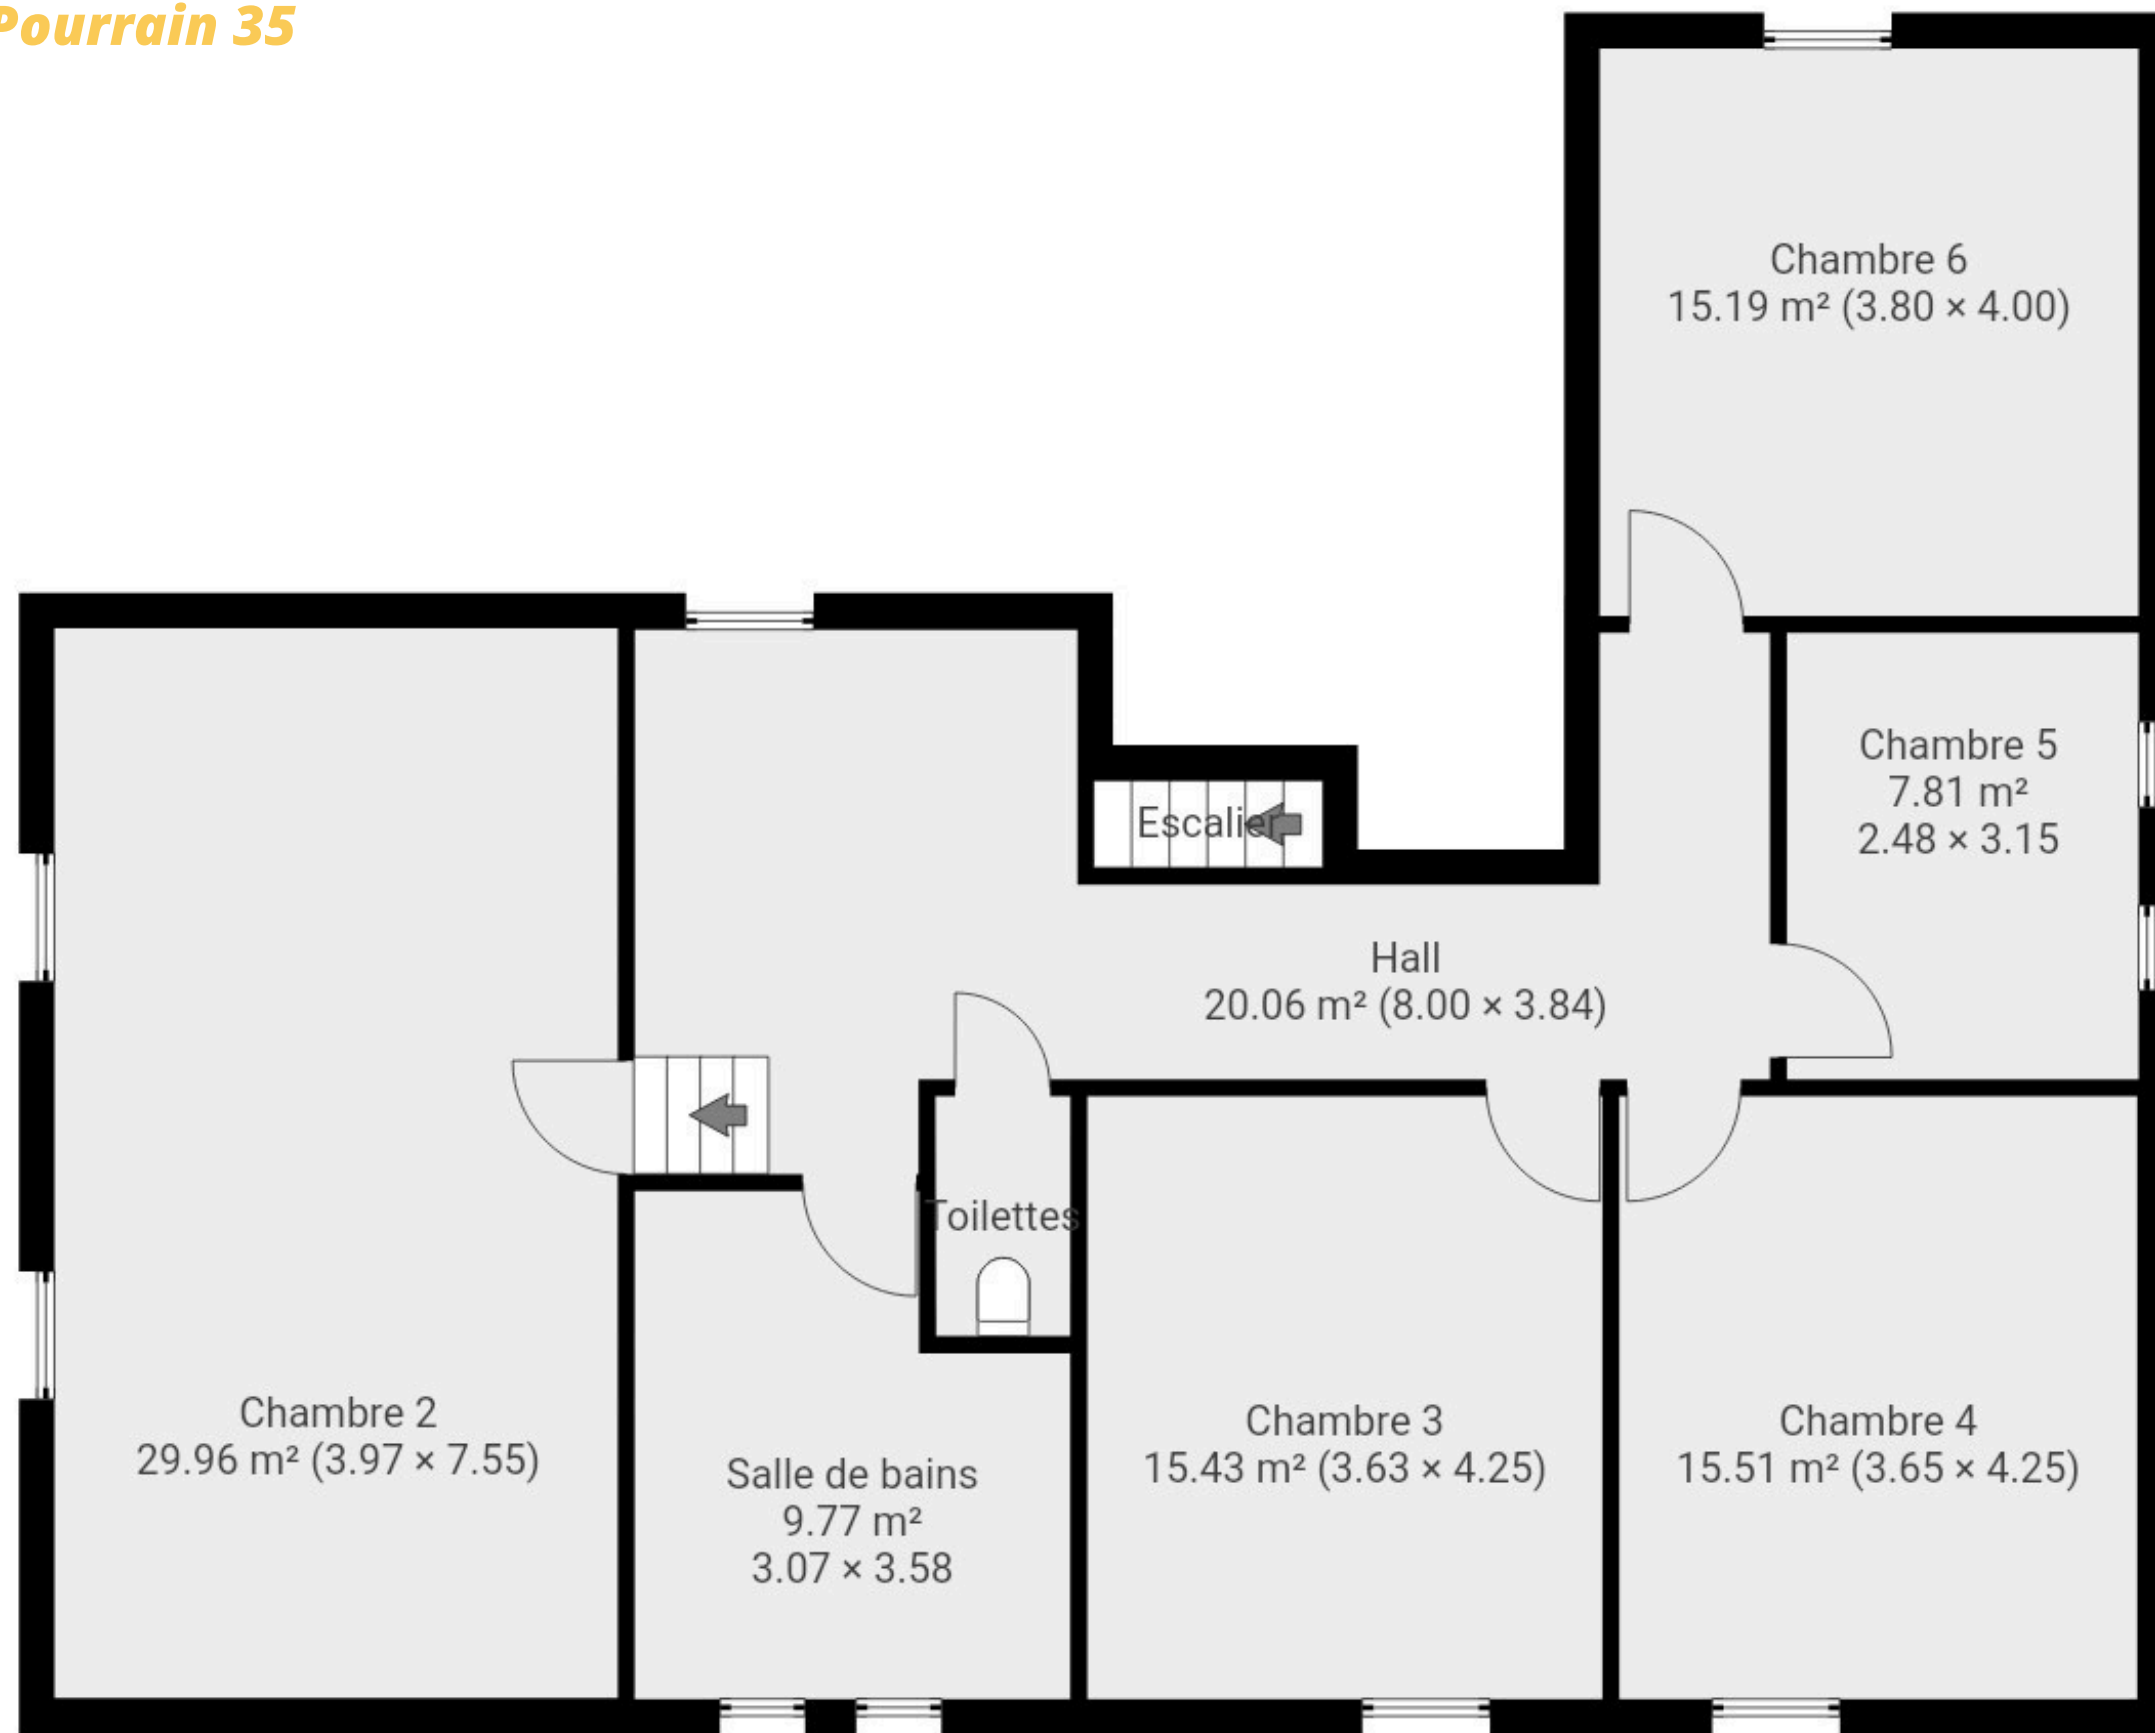 Pourrain 35
Chambre 6
15.19 m² (3.80 × 4.00)
Chambre 5
7.81 m²
2.48 × 3.15
Escalier
Hall
20.06 m² (8.00 × 3.84)
Toilettes
Chambre 2
29.96 m² (3.97 × 7.55)
Salle de bains
9.77 m²
3.07 × 3.58
Chambre 3
15.43 m² (3.63 × 4.25)
Chambre 4
15.51 m² (3.65 × 4.25)